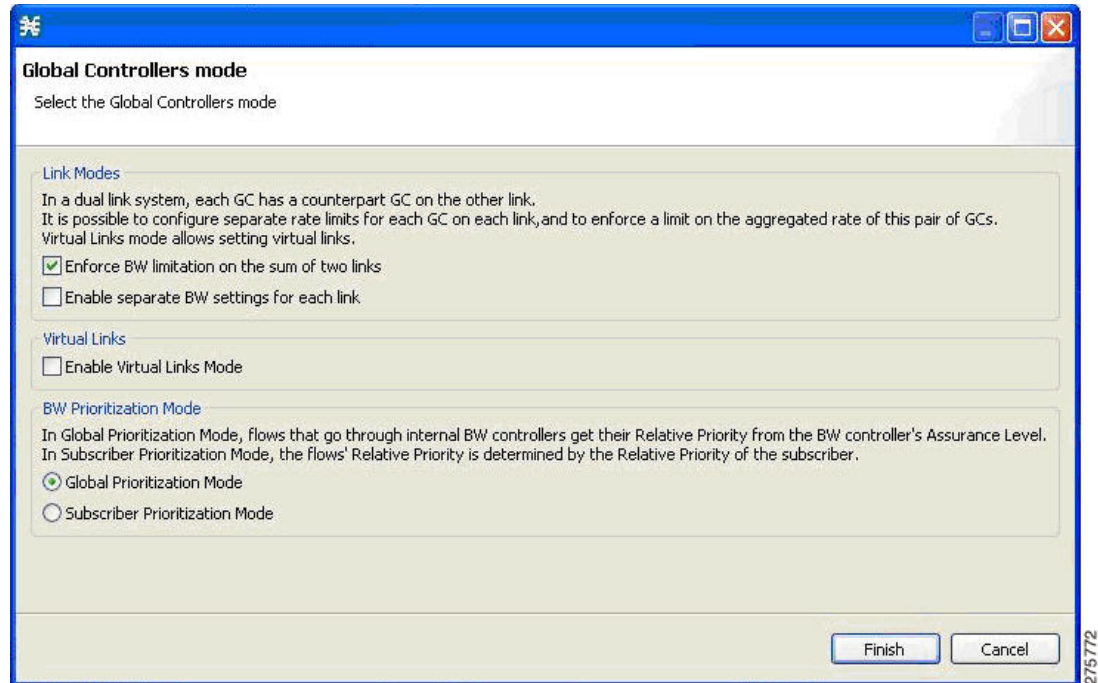 Global Controllers mode
Select the Global Controllers mode
Link Modes
In a dual link system, each GC has a counterpart GC on the other link.
It is possible to configure separate rate limits for each GC on each link,and to enforce a limit on the aggregated rate of this pair of GCs.
Virtual Links mode allows setting virtual links.
Enforce BW limitation on the sum of two links
Enable separate BW settings for each link
Virtual Links
Enable Virtual Links Mode
BW Prioritization Mode
In Global Prioritization Mode, flows that go through internal BW controllers get their Relative Priority from the BW controller's Assurance Level.
In Subscriber Prioritization Mode, the flows' Relative Priority is determined by the Relative Priority of the subscriber.
Global Prioritization Mode
Subscriber Prioritization Mode
Finish
Cancel
275772